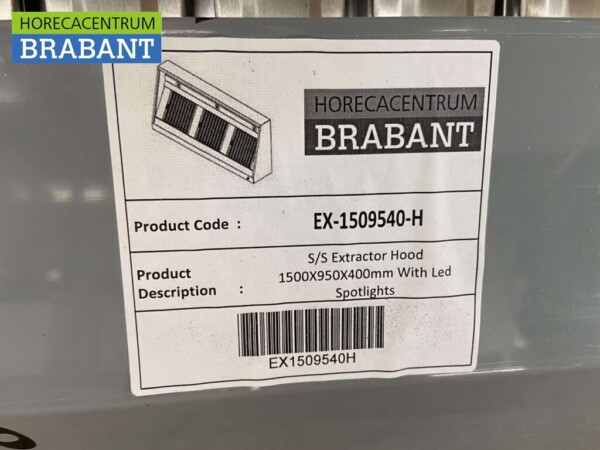 HORECACENTRUM
BRABANT
HORECACENTRUM
BRABANT
Product Code :
EX-1509540-H
Product
Description :
S/S Extractor Hood
1500X950X400mm With Led
Spotlights
EX1509540H